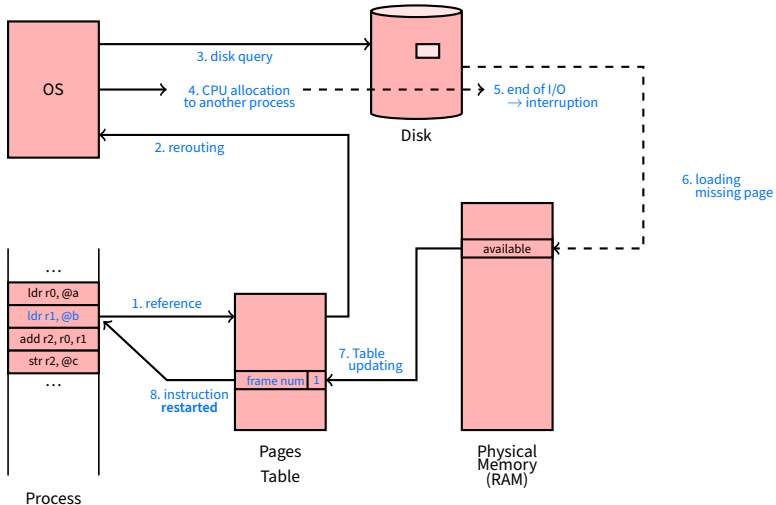 OS
3. disk query
4. CPU allocation
to another process
5. end of I/O
→ interruption
Disk
2. rerouting
6. loading
missing page
available
...
ldr r0, @a
ldr r1, @b
add r2, r0, r1
str r2, @c
...
1. reference
7. Table
updating
frame num 1
8. instruction
restarted
Pages
Table
Physical
Memory
(RAM)
Process